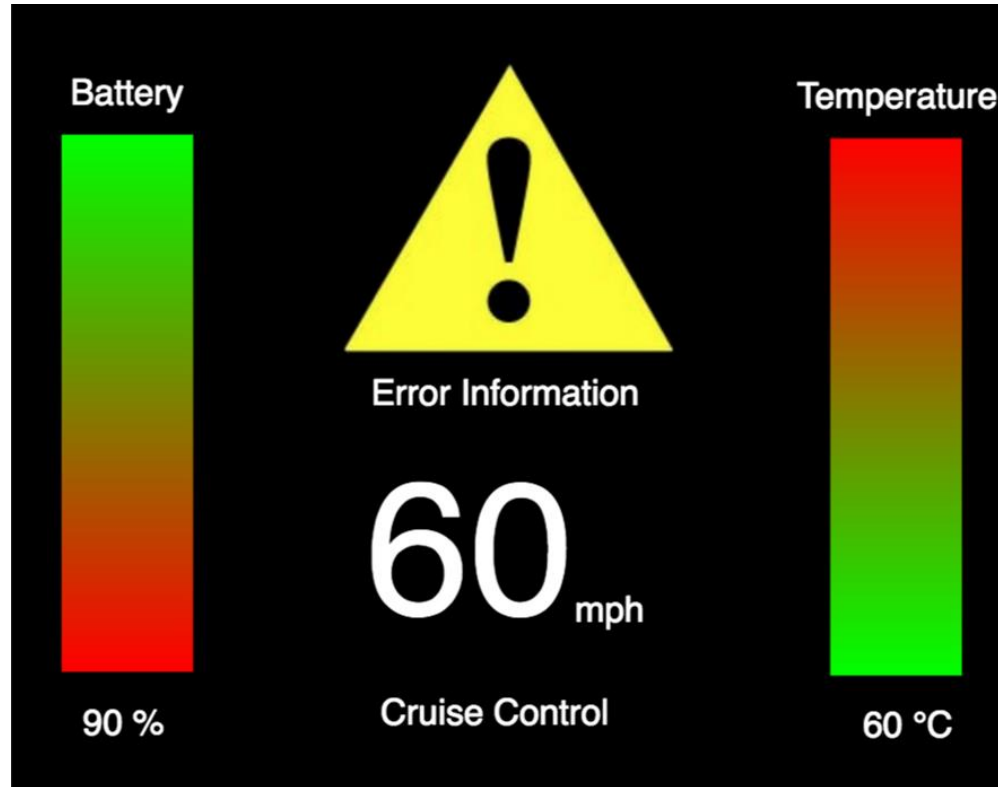 Battery
Temperature
Error Information
60 mph
90 %
Cruise Control
60 °C